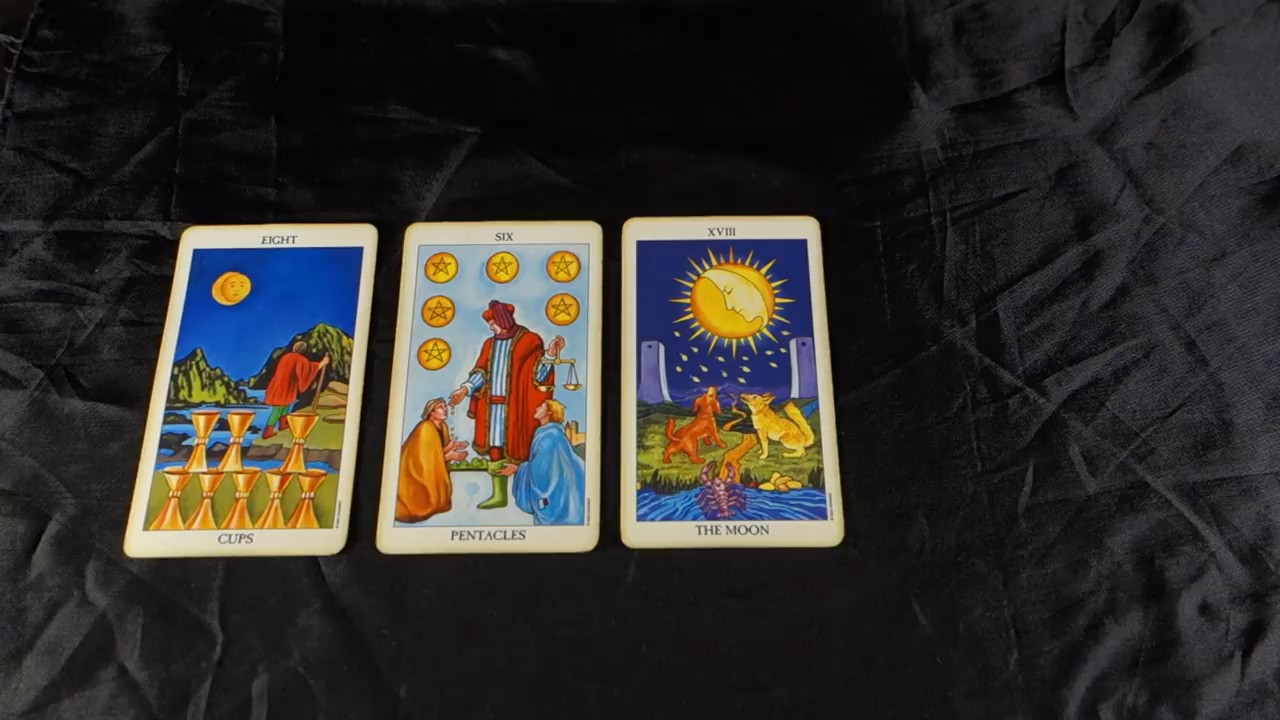 EIGHT
CUPS
SIX
PENTACLES
XVIII
THE MOON